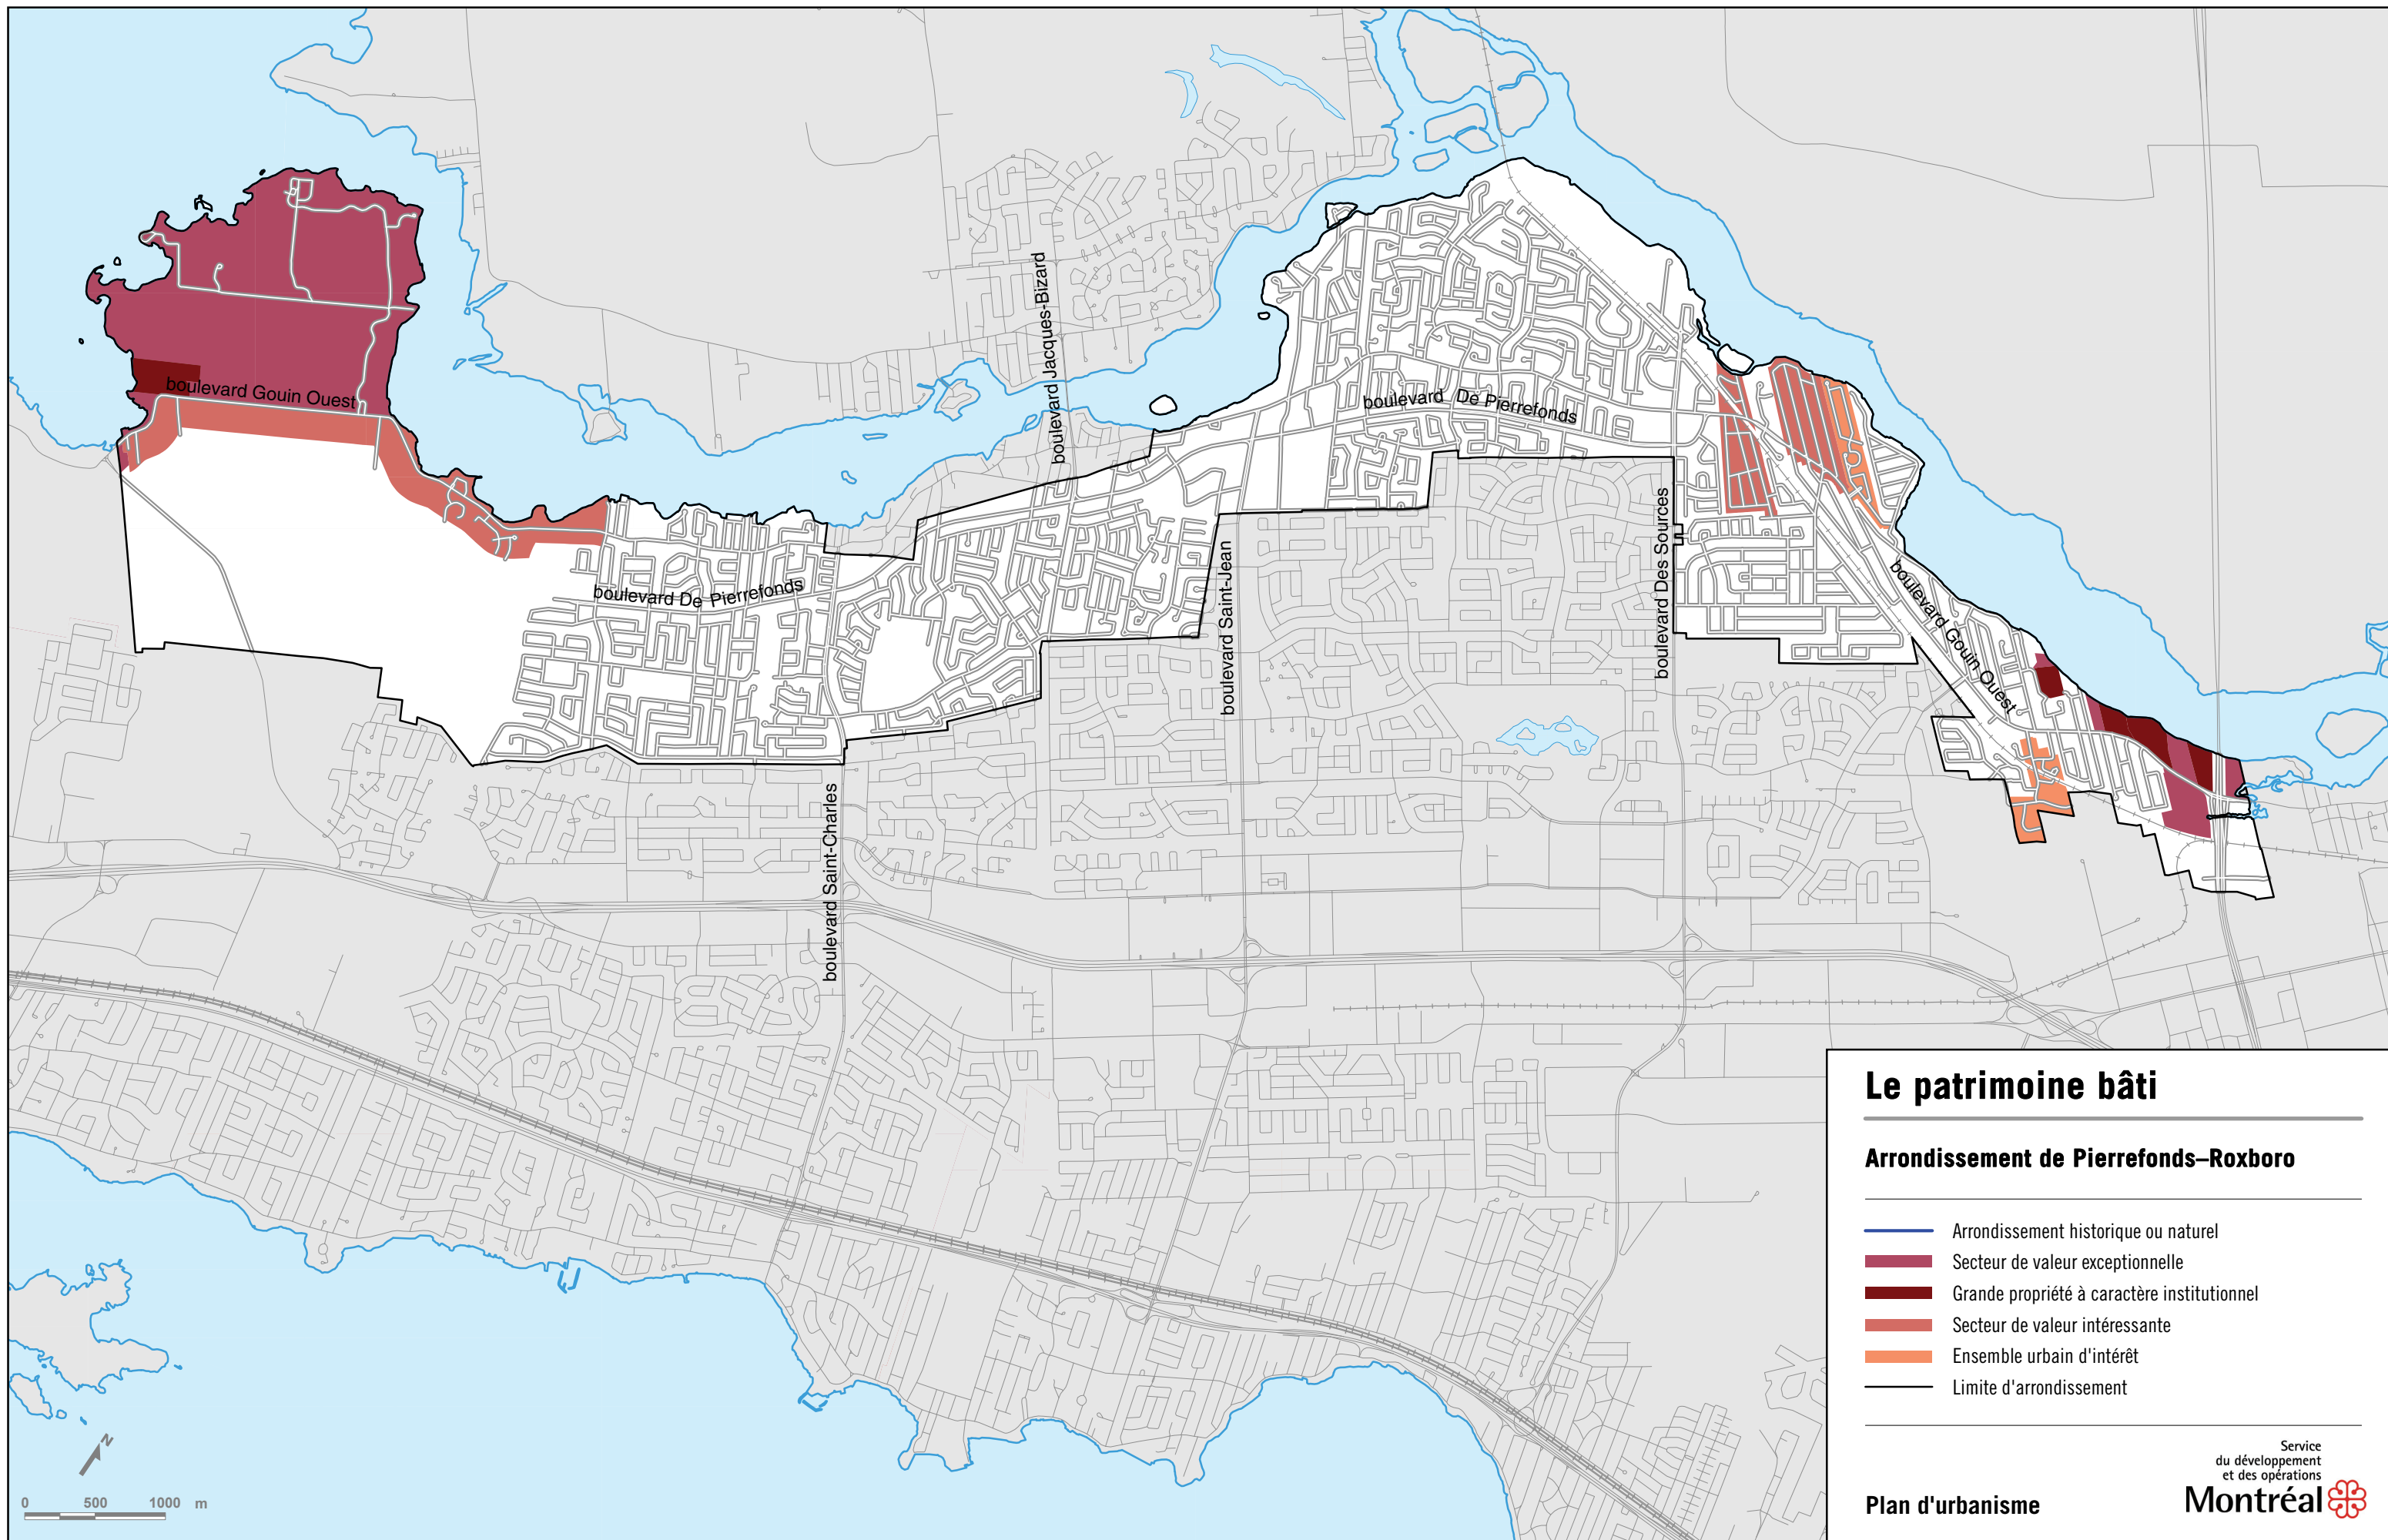 boulevard Jacques-Bizard
boulevard Gouin Ouest
boulevard De Pierrefonds
boulevard De Pierrefonds
boulevard Saint-Jean
boulevard Des Sources
boulevard Gouin Ouest
boulevard Saint-Charles
Le patrimoine bâti
Arrondissement de Pierrefonds–Roxboro
Arrondissement historique ou naturel
Secteur de valeur exceptionnelle
Grande propriété à caractère institutionnel
Secteur de valeur intéressante
Ensemble urbain d'intérêt
Limite d'arrondissement
Plan d'urbanisme
Service
du développement
et des opérations
Montréal
N
0 500 1000 m